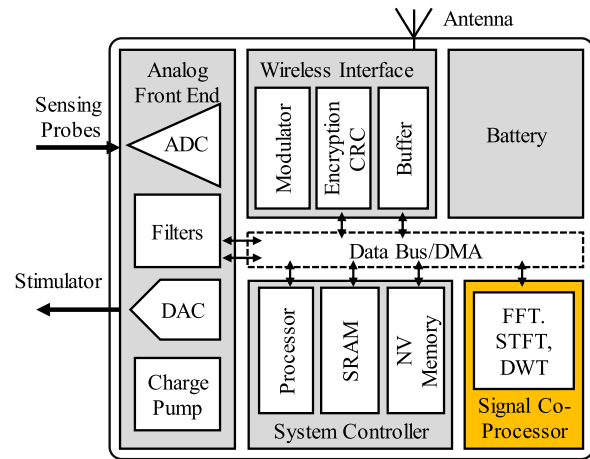 Antenna
Analog
Front End
Sensing
Probes
ADC
Filters
Stimulator
DAC
Charge
Pump
Wireless Interface
Modulator
Encryption
CRC
Buffer
Battery
Data Bus/DMA
Processor
SRAM
NV
Memory
System Controller
FFT.
STFT,
DWT
Signal Co-
Processor